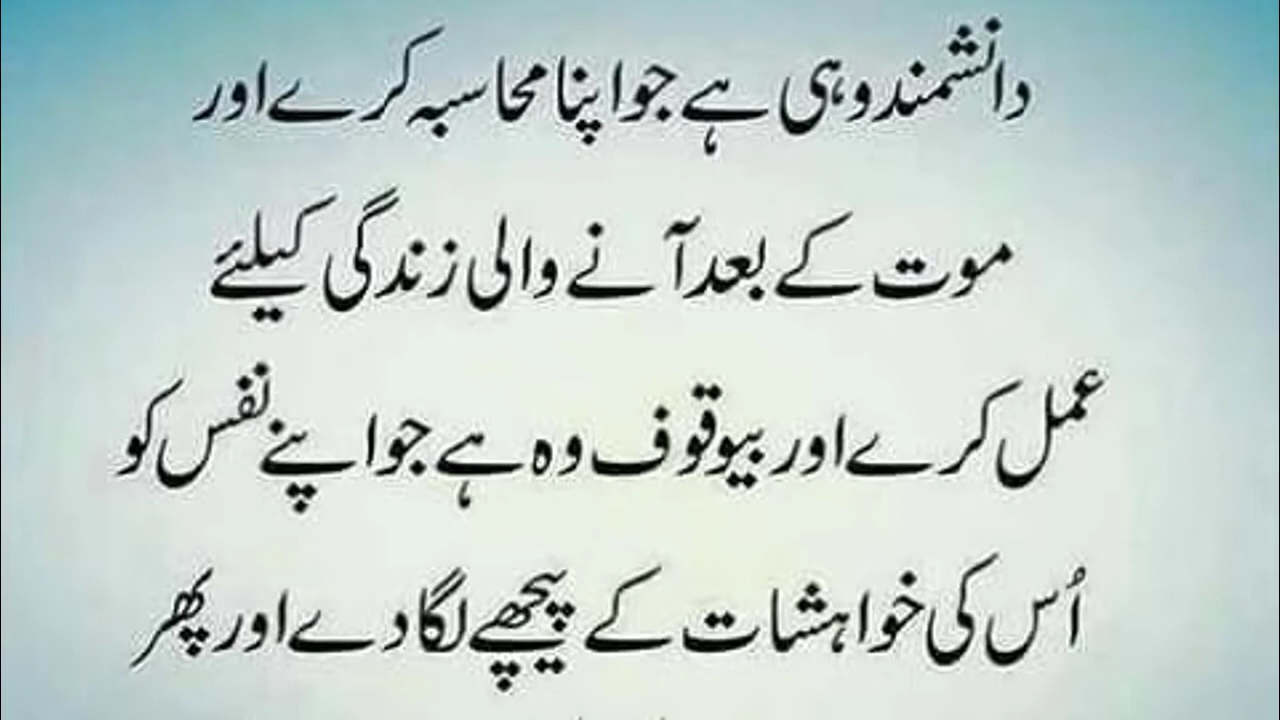 دانشمند وہی ہے جو اپنا محاسبہ کرے اور
موت کے بعد آنے والی زندگی کیلئے
عمل کرے اور بیوقوف وہ ہے جو اپنے نفس کو
اُس کی خواہشات کے پیچھے لگا دے اور پھر